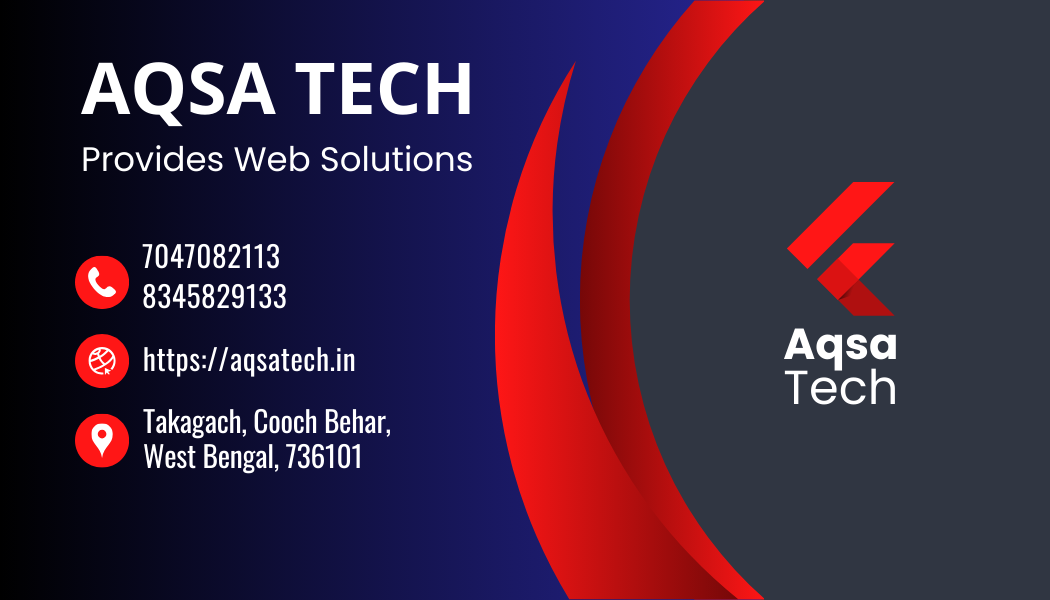 AQSA TECH
Provides Web Solutions
7047082113
8345829133
https://aqsatech.in
Takagach, Cooch Behar,
West Bengal, 736101
Aqsa
Tech